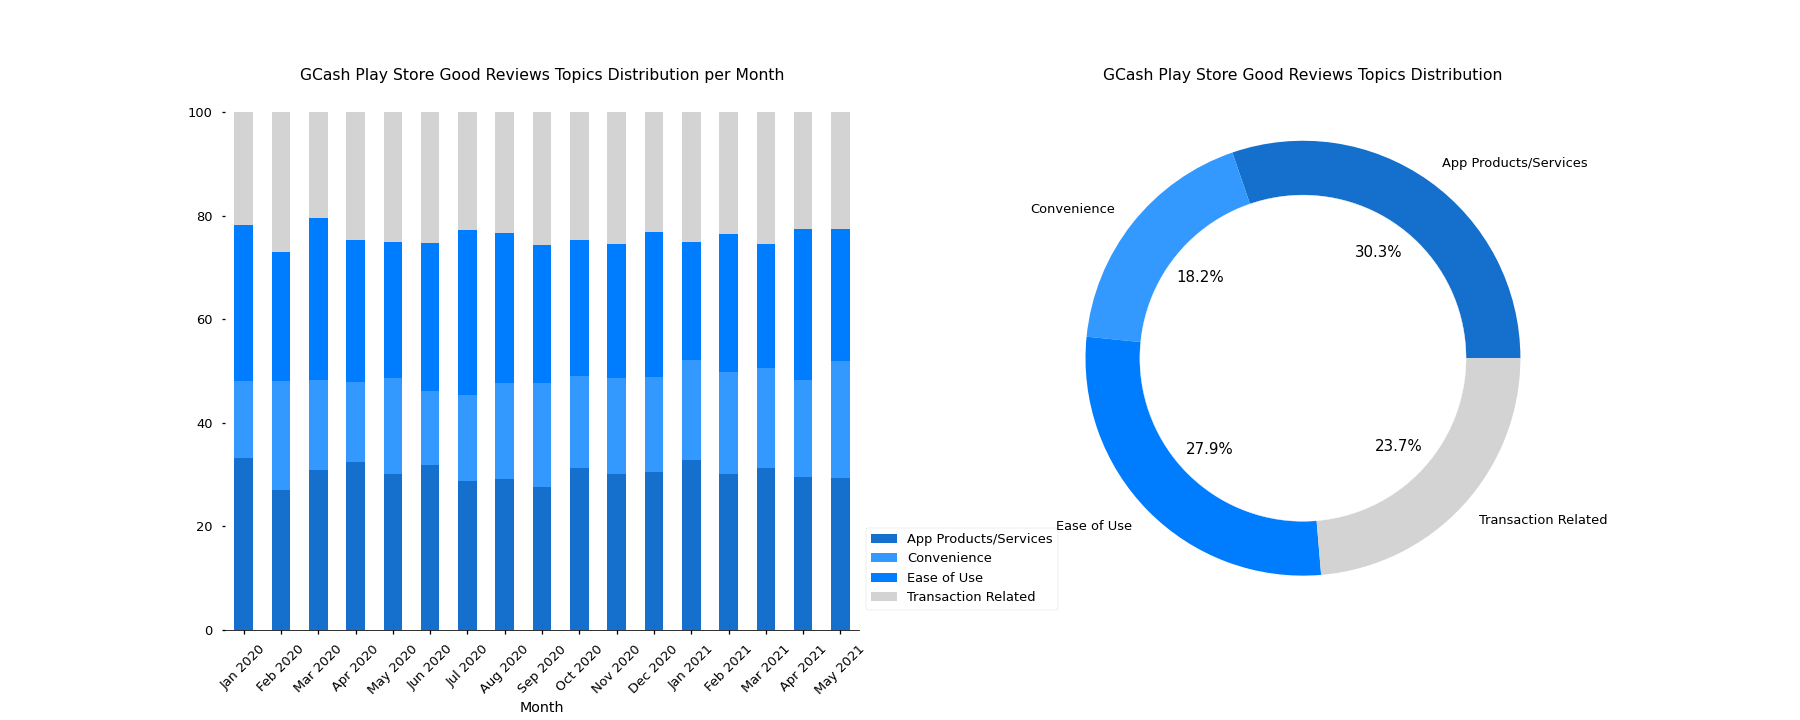 GCash Play Store Good Reviews Topics Distribution per Month
100
80
60
40
20
0
Jan 2020
Feb 2020
Mar 2020
Apr 2020
May 2020
Jun 2020
Jul 2020
Aug 2020
Sep 2020
Oct 2020
Nov 2020
Dec 2020
Jan 2021
Feb 2021
Mar 2021
Apr 2021
May 2021
Month
App Products/Services
Convenience
Ease of Use
Transaction Related
GCash Play Store Good Reviews Topics Distribution
App Products/Services
Convenience
30.3%
18.2%
27.9%
23.7%
Ease of Use
Transaction Related